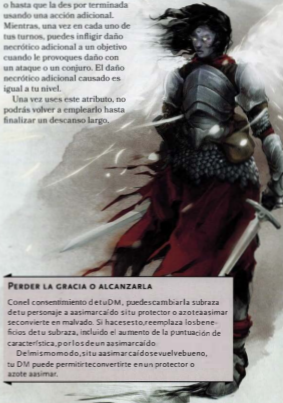 o hasta que la des por terminada
usando una acción adicional.
Mientras, una vez en cada uno de
tus turnos, puedes infligir daño
necrótico adicional a un objetivo
cuando le provoques daño con
un ataque o un conjuro. El daño
necrótico adicional causado es
igual a tu nivel.
Una vez uses este atributo, no
podrás volver a emplearlo hasta
finalizar un descanso largo.
PERDER LA GRACIA O ALCANZARLA
Con el consentimiento de tu DM, puedes cambiar la subraza
de tu personaje a aasimar caído si tu protector o azote aasimar
se convierte en malvado. Si haces esto, reemplaza los bene-
ficios de tu subraza, incluido el aumento de la puntuación de
característica, por los de un aasimar caído.
Del mismo modo, si tu aasimar caído se vuelve bueno,
tu DM puede permitirte convertirte en un protector o
azote aasimar.